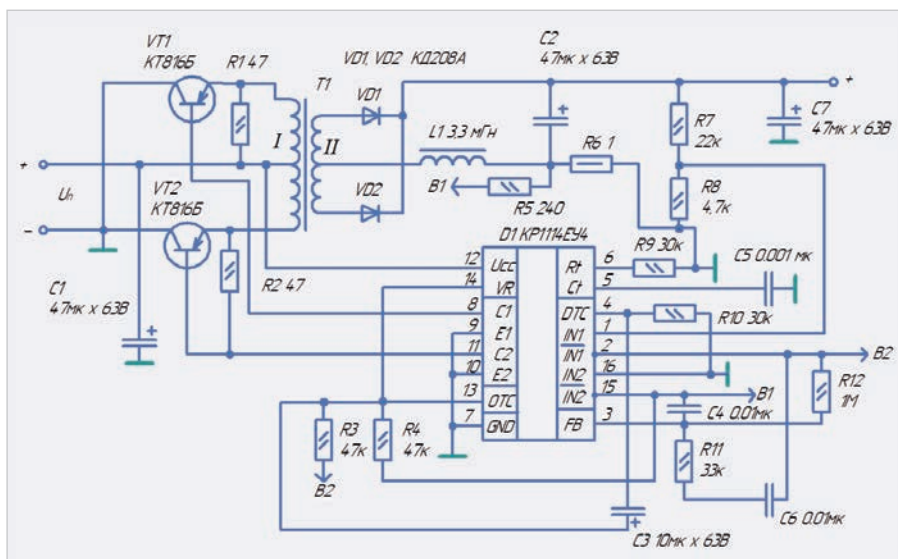 VT1
КТ816Б
R1 47
T1
VD1, VD2 КД208А
VD1
C2
47мк x 63В
+
C7
47мк x 63В
R7
22к
I
II
L1 3,3 мГн
R6 1
+
Uп
–
VT2
КТ816Б
VD2
B1
R5 240
R8
4,7к
D1 КР1114ЕУ4
R9 30к
C5 0.001 мк
C1
47мк x 63В
+
R2 47
12 Ucc
14 VR
8 C1
9 E1
11 C2
10 E2
13 OTC
7 GND
Rt 6
Ct 5
DTC 4
IN1 1
IN1 2
IN2 16
IN2 15
FB 3
R10 30к
B2
B1
R12
1М
C4 0.01мк
R3
47к
R4
47к
B2
R11
33к
C6 0.01мк
C3 10мк x 63В
+
+
+